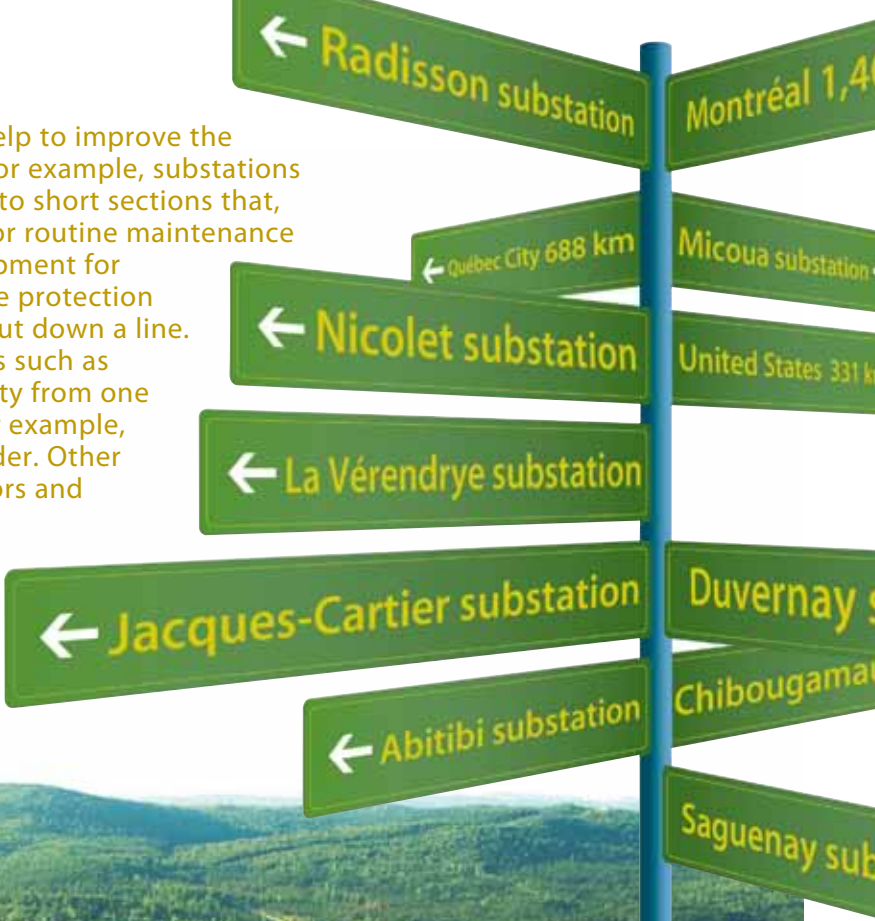 elp to improve the
or example, substations
to short sections that,
or routine maintenance
pment for
e protection
ut down a line.
s such as
ty from one
r example,
der. Other
ors and
← Radisson substation
Montréal 1,4
← Québec City 688 km
Micoua substation
← Nicolet substation
United States 331 k
← La Vérendrye substation
← Jacques-Cartier substation
Duvernay s
← Abitibi substation
Chibougama
Saguenay sub